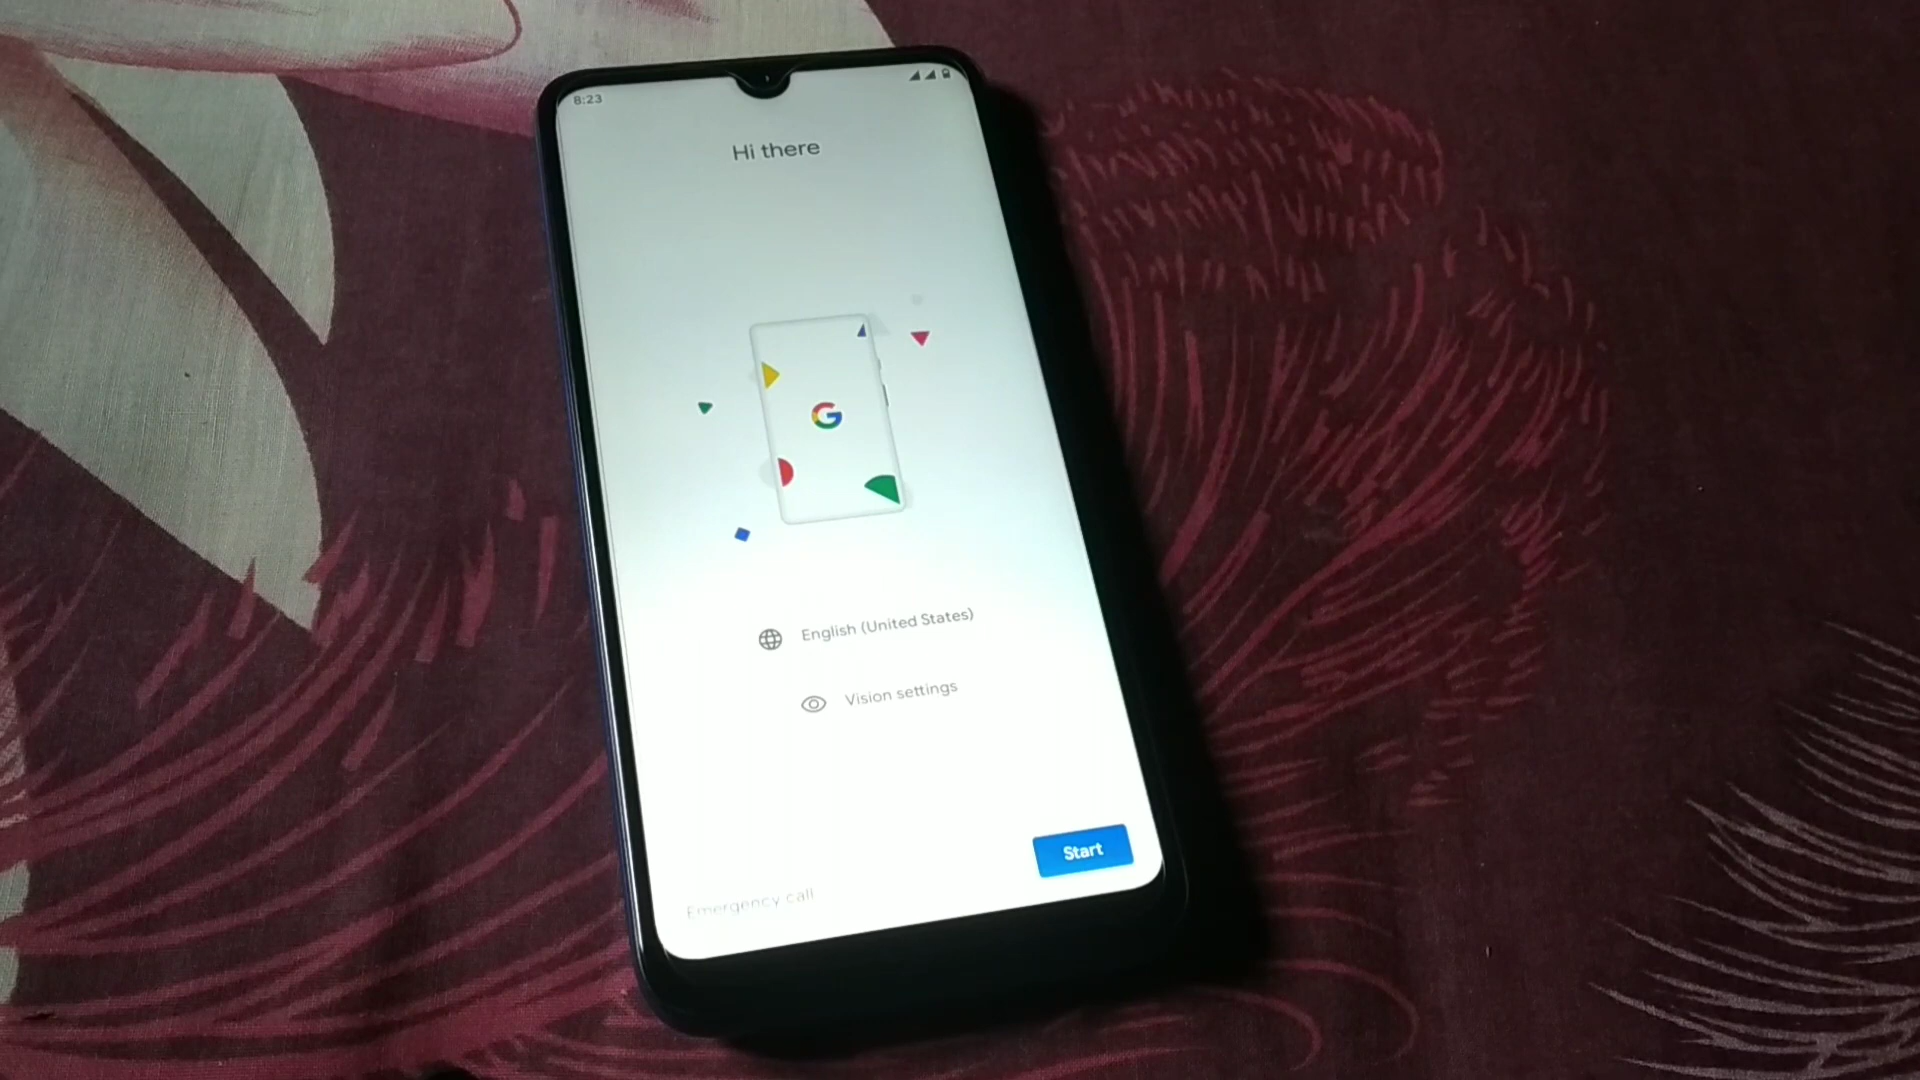 8:23
Hi there
G
English (United States)
Vision settings
Start
Emergency call